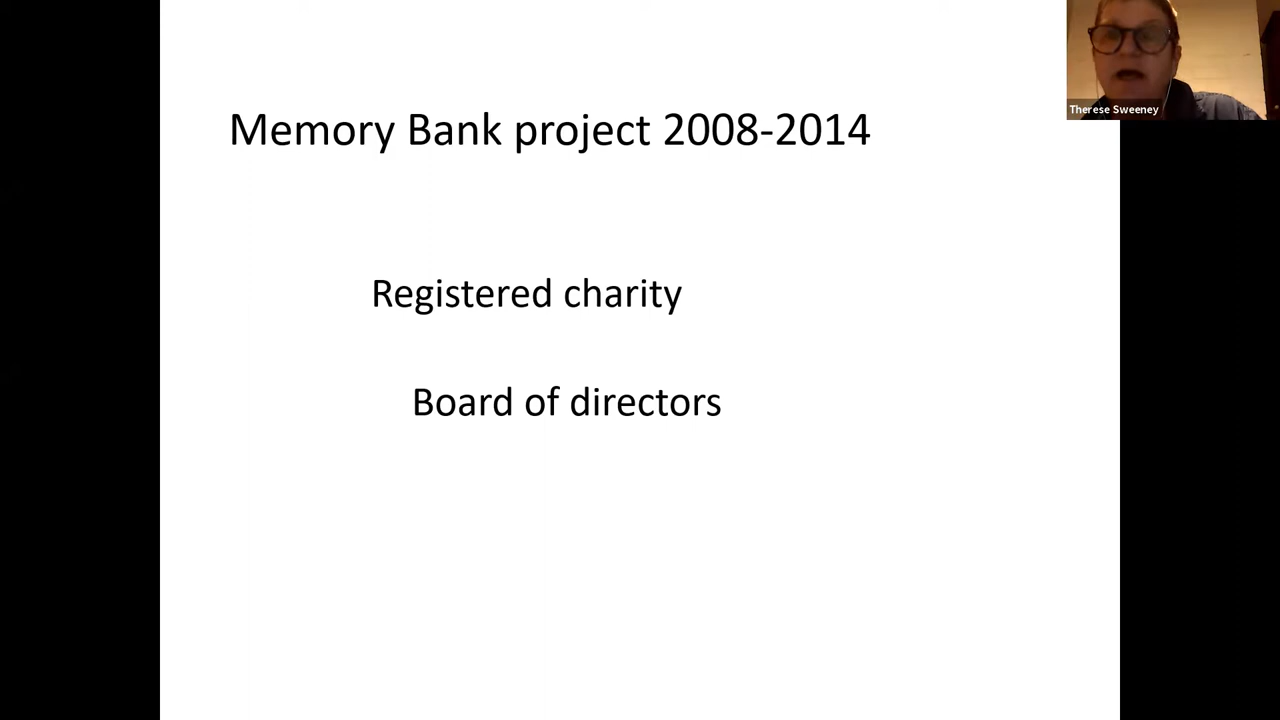 Memory Bank project 2008-2014
Therese Sweeney
Registered charity
Board of directors